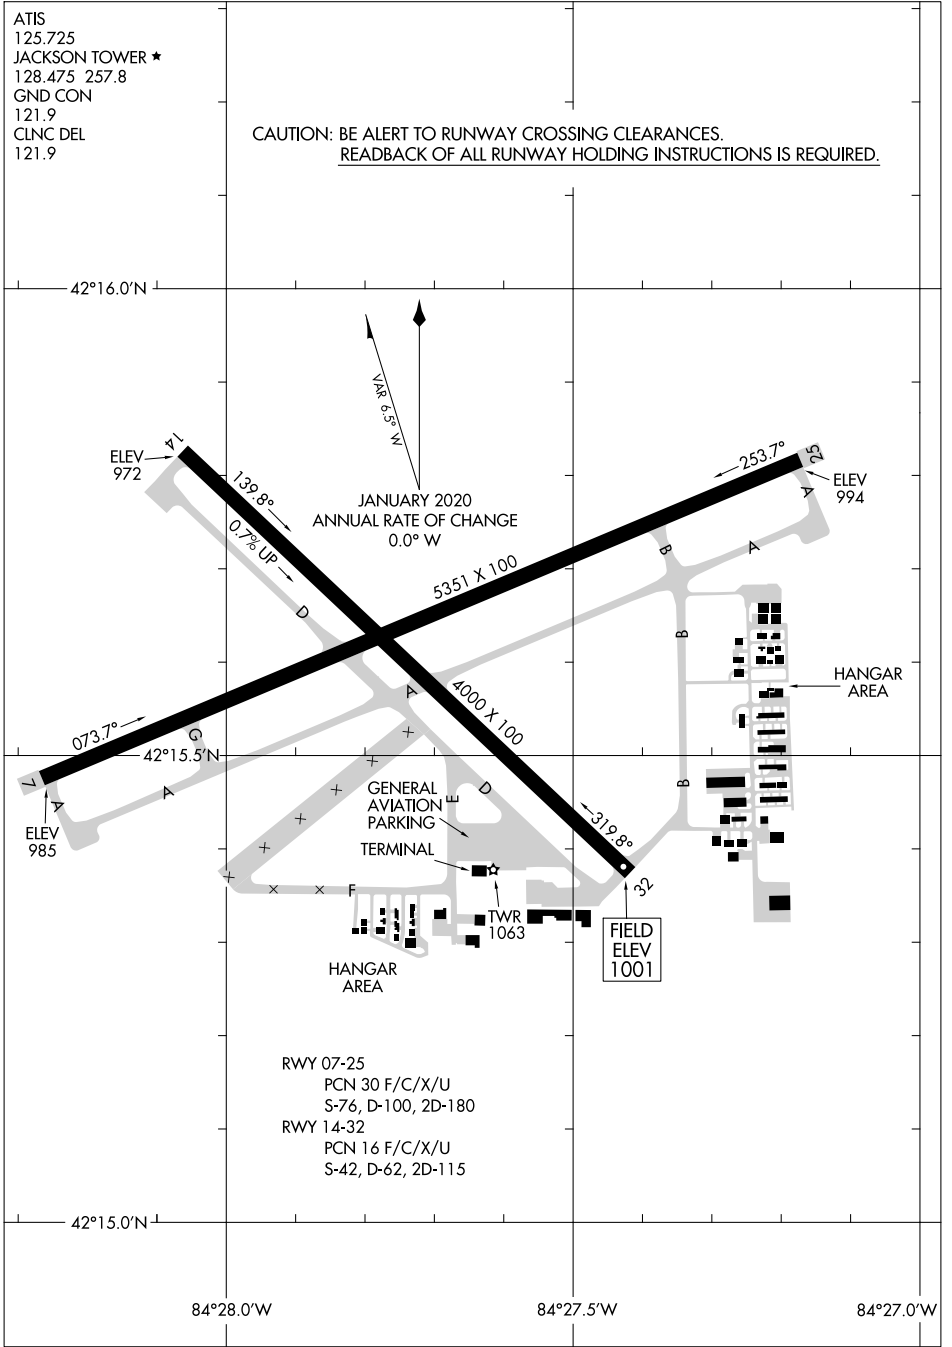 ATIS
125.725
JACKSON TOWER ★
128.475 257.8
GND CON
121.9
CLNC DEL
121.9
CAUTION: BE ALERT TO RUNWAY CROSSING CLEARANCES.
READBACK OF ALL RUNWAY HOLDING INSTRUCTIONS IS REQUIRED.
42°16.0'N
VAR 6.5° W
JANUARY 2020
ANNUAL RATE OF CHANGE
0.0° W
14
ELEV
972
139.8°
0.7% UP
253.7°
25
ELEV
994
A
A
B
5351 X 100
D
B
A
4000 X 100
HANGAR
AREA
073.7°
G
42°15.5'N
7
A
A
ELEV
985
GENERAL
AVIATION
PARKING
E
D
B
TERMINAL
319.8°
32
F
TWR
1063
FIELD
ELEV
1001
HANGAR
AREA
RWY 07-25
PCN 30 F/C/X/U
S-76, D-100, 2D-180
RWY 14-32
PCN 16 F/C/X/U
S-42, D-62, 2D-115
42°15.0'N
84°28.0'W
84°27.5'W
84°27.0'W